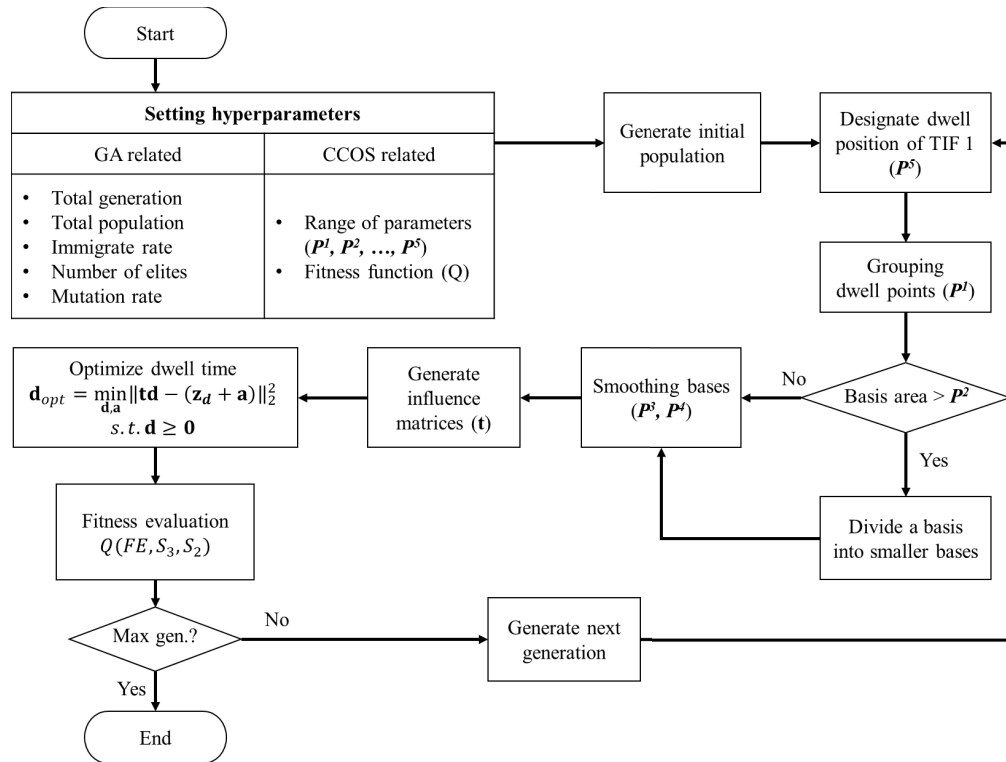 Start
Setting hyperparameters
GA related
CCOS related
• Total generation
• Total population
• Immigrate rate
• Number of elites
• Mutation rate
• Range of parameters
(P¹, P², …, P⁵)
• Fitness function (Q)
Generate initial
population
Designate dwell
position of TIF 1
(P⁵)
Grouping
dwell points (P¹)
Basis area > P²
No
Yes
Divide a basis
into smaller bases
Smoothing bases
(P³, P⁴)
Generate
influence
matrices (t)
Optimize dwell time
d_opt = min_{d,a} ‖td − (z_d + a)‖₂²
s.t. d ≥ 0
Fitness evaluation
Q(FE, S₃, S₂)
Max gen.?
No
Yes
Generate next
generation
End